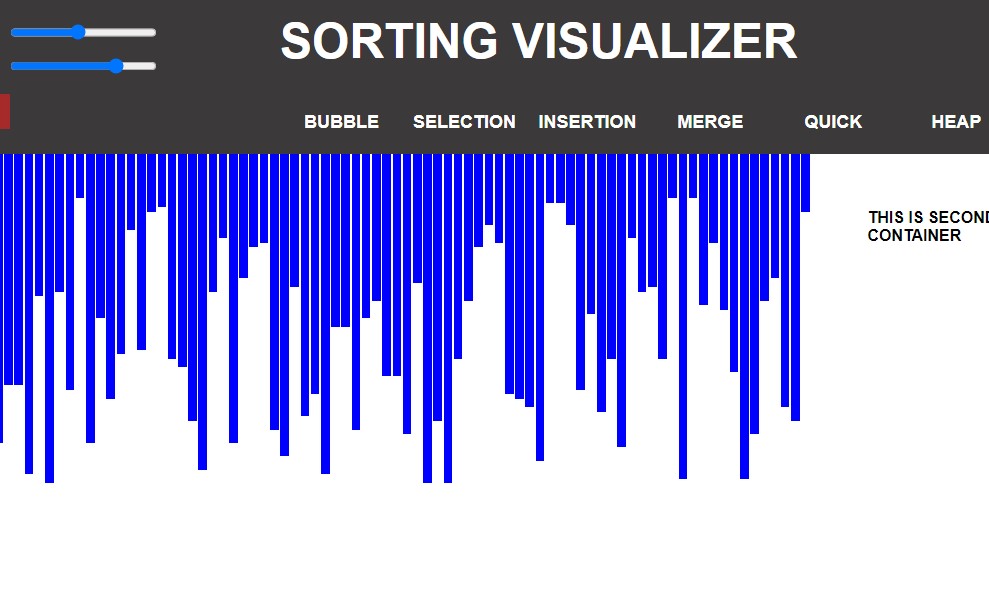 SORTING VISUALIZER
BUBBLE SELECTION INSERTION MERGE QUICK HEAP
THIS IS SECOND
CONTAINER